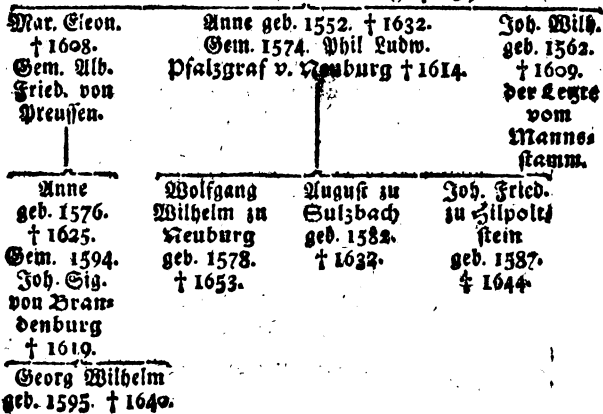 Mar. Eleon.
† 1608.
Gem. Alb.
Fried. von
Preuſſen.
Anne geb. 1552. † 1632.
Gem. 1574. Phil Ludw.
Pfalzgraf v. Neuburg † 1614.
Joh. Wilh.
geb. 1562.
† 1609.
der Letzte
vom
Manns-
ſtamm.
Anne
geb. 1576.
† 1625.
Gem. 1594.
Joh. Sig.
von Bran-
denburg
† 1619.
Wolfgang
Wilhelm zu
Neuburg
geb. 1578.
† 1653.
Auguſt zu
Sulzbach
geb. 1582.
† 1632.
Joh. Fried.
zu Hilpolt-
ſtein
geb. 1587.
† 1644.
Georg Wilhelm
geb. 1595. † 1640.